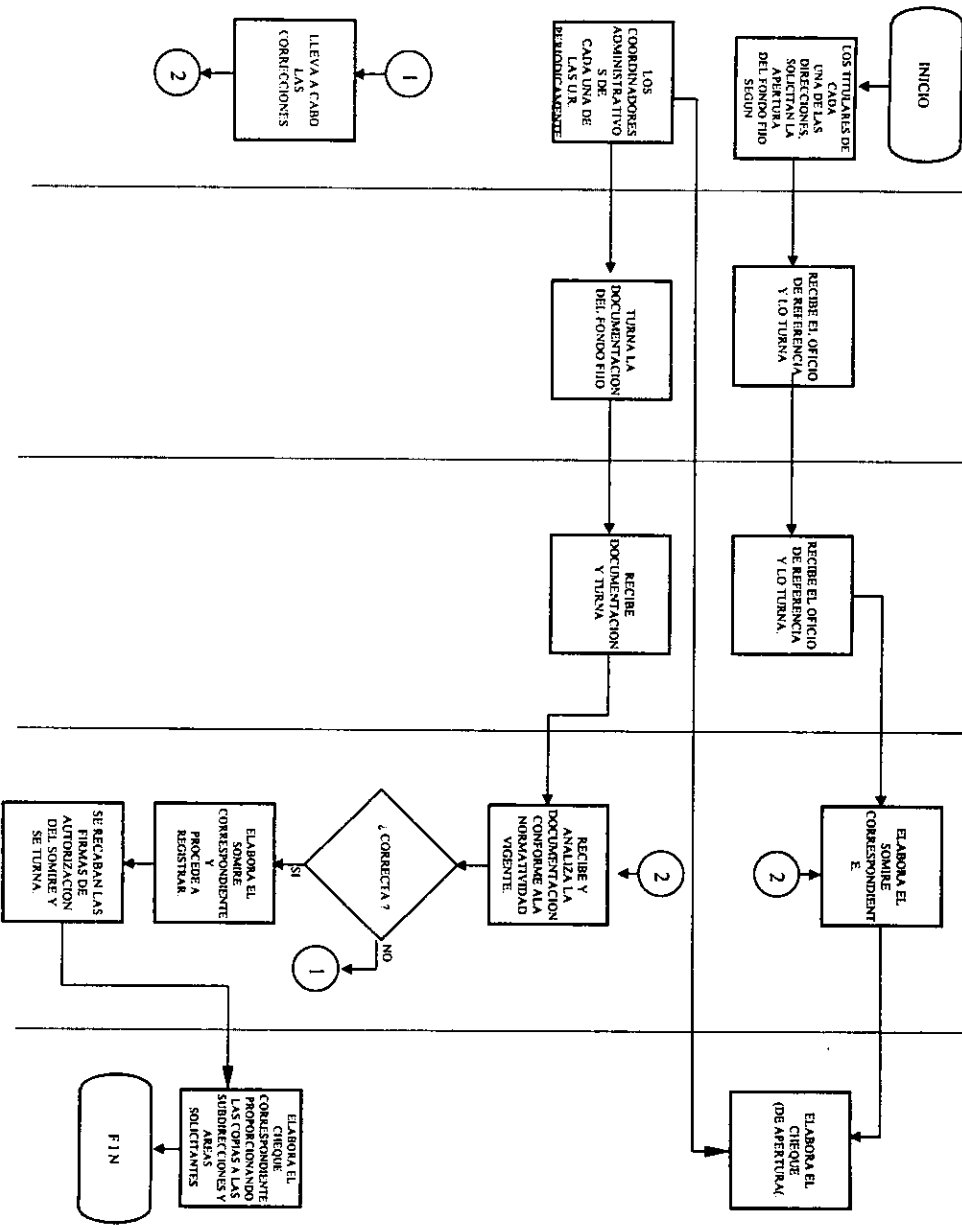 INICIO
LOS TITULARES DE
CADA
UNA DE LAS
DIRECCIONES,
SOLICITAN LA
APERTURA
DEL FONDO FIJO
SEGUN
RECIBE EL OFICIO
DE REFERENCIA
Y LO TURNA
RECIBE EL OFICIO
DE REFERENCIA
Y LO TURNA.
ELABORA EL
SOMIRE
CORRESPONDIENT
E.
2
ELABORA EL
CHEQUE
(DE APERTURA(.
LOS
COORDINADORES
ADMINISTRATIVO
S DE
CADA UNA DE
LAS U.R.
PERIODICAMENTE
TURNA LA
DOCUMENTACION
DEL FONDO FIJO
RECIBE
DOCUMENTACION
Y TURNA
2
RECIBE Y
ANALIZA LA
DOCUMENTACION
CONFORME ALA
NORMATIVIDAD
VIGENTE.
¿ CORRECTA ?
NO
1
SI
ELABORA EL
SOMIRE
CORRESPONDIENTE
Y
PROCEDE A
REGISTRAR
SE RECABAN LAS
FIRMAS DE
AUTORIZACION
DEL SOMIRE Y
SE TURNA
ELABORA EL
CHEQUE
CORRESPONDIENTE
PROPORCIONANDO
LAS COPIAS A LAS
SUBDIRECCIONES Y
AREAS
SOLICITANTES
F I N
1
LLEVA A CABO
LAS
CORRECCIONES
2